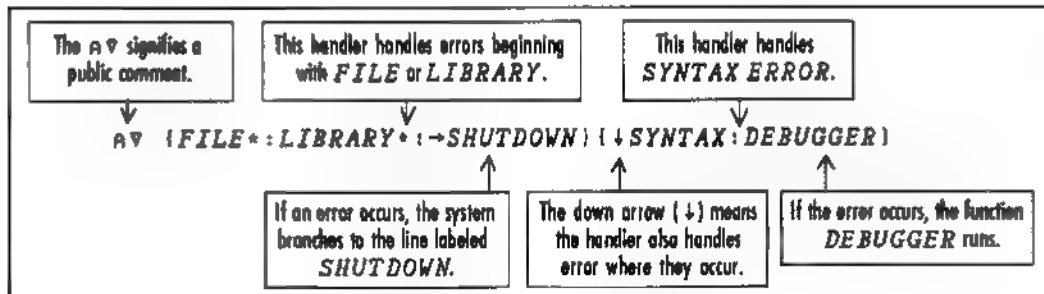 The ⍝∇ signifies a
public comment.
This handler handles errors beginning
with FILE or LIBRARY.
This handler handles
SYNTAX ERROR.
⍝∇ {FILE*:LIBRARY*:→SHUTDOWN}{↓SYNTAX:DEBUGGER}
If an error occurs, the system
branches to the line labeled
SHUTDOWN.
The down arrow (↓) means
the handler also handles
error where they occur.
If the error occurs, the function
DEBUGGER runs.